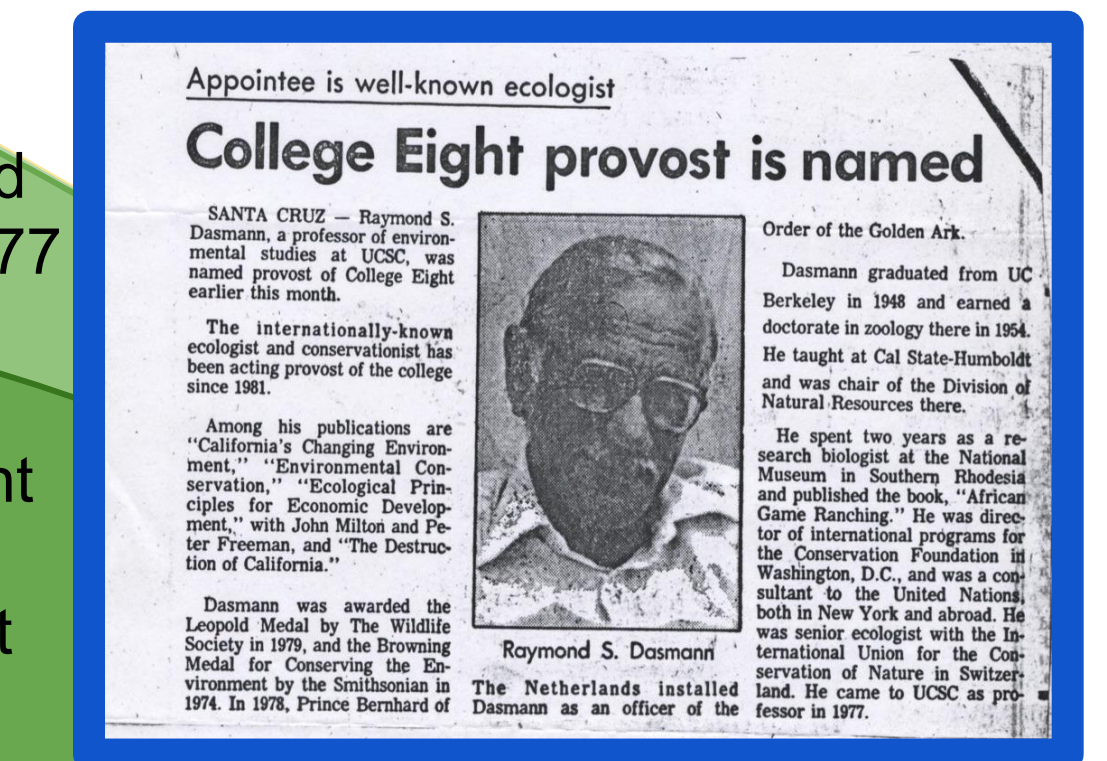 d
77
nt
t
Appointee is well-known ecologist
College Eight provost is named
SANTA CRUZ — Raymond S.
Dasmann, a professor of environ-
mental studies at UCSC, was
named provost of College Eight
earlier this month.
The internationally-known
ecologist and conservationist has
been acting provost of the college
since 1981.
Among his publications are
"California's Changing Environ-
ment," "Environmental Con-
servation," "Ecological Prin-
ciples for Economic Develop-
ment," with John Milton and Pe-
ter Freeman, and "The Destruc-
tion of California."
Dasmann was awarded the
Leopold Medal by The Wildlife
Society in 1979, and the Browning
Medal for Conserving the En-
vironment by the Smithsonian in
1974. In 1978, Prince Bernhard of
Raymond S. Dasmann
The Netherlands installed
Dasmann as an officer of the
Order of the Golden Ark.
Dasmann graduated from UC
Berkeley in 1948 and earned a
doctorate in zoology there in 1954.
He taught at Cal State-Humboldt
and was chair of the Division of
Natural Resources there.
He spent two years as a re-
search biologist at the National
Museum in Southern Rhodesia
and published the book, "African
Game Ranching." He was direc-
tor of international programs for
the Conservation Foundation in
Washington, D.C., and was a con-
sultant to the United Nations,
both in New York and abroad. He
was senior ecologist with the In-
ternational Union for the Con-
servation of Nature in Switzer-
land. He came to UCSC as pro-
fessor in 1977.